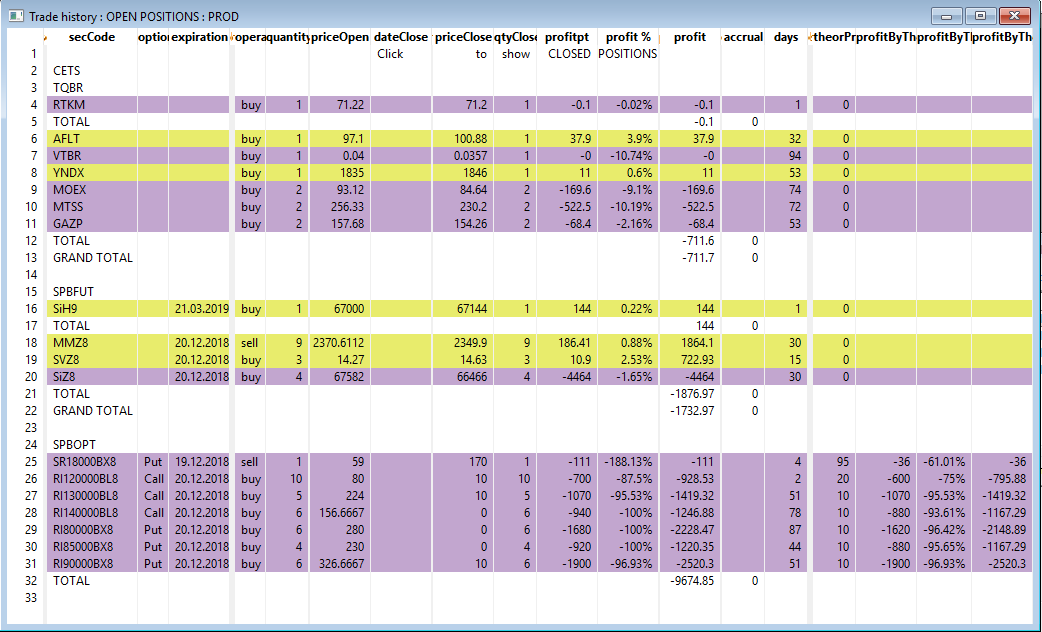 Trade history : OPEN POSITIONS : PROD
secCode optio expiration opera quantity priceOpen dateClose priceClose qtyClose profitpt profit % profit accrual days theorPr profitByTh profitByTl profitByThe
1 Click to show CLOSED POSITIONS
2 CETS
3 TQBR
4 RTKM buy 1 71.22 71.2 1 -0.1 -0.02% -0.1 1 0
5 TOTAL -0.1 0
6 AFLT buy 1 97.1 100.88 1 37.9 3.9% 37.9 32 0
7 VTBR buy 1 0.04 0.0357 1 -0 -10.74% -0 94 0
8 YNDX buy 1 1835 1846 1 11 0.6% 11 53 0
9 MOEX buy 2 93.12 84.64 2 -169.6 -9.1% -169.6 74 0
10 MTSS buy 2 256.33 230.2 2 -522.5 -10.19% -522.5 72 0
11 GAZP buy 2 157.68 154.26 2 -68.4 -2.16% -68.4 53 0
12 TOTAL -711.6 0
13 GRAND TOTAL -711.7 0
14
15 SPBFUT
16 SiH9 21.03.2019 buy 1 67000 67144 1 144 0.22% 144 1 0
17 TOTAL 144 0
18 MMZ8 20.12.2018 sell 9 2370.6112 2349.9 9 186.41 0.88% 1864.1 30 0
19 SVZ8 20.12.2018 buy 3 14.27 14.63 3 10.9 2.53% 722.93 15 0
20 SiZ8 20.12.2018 buy 4 67582 66466 4 -4464 -1.65% -4464 30 0
21 TOTAL -1876.97 0
22 GRAND TOTAL -1732.97 0
23
24 SPBOPT
25 SR18000BX8 Put 19.12.2018 sell 1 59 170 1 -111 -188.13% -111 4 95 -36 -61.01% -36
26 RI120000BL8 Call 20.12.2018 buy 10 80 10 10 -700 -87.5% -928.53 2 20 -600 -75% -795.88
27 RI130000BL8 Call 20.12.2018 buy 5 224 10 5 -1070 -95.53% -1419.32 51 10 -1070 -95.53% -1419.32
28 RI140000BL8 Call 20.12.2018 buy 6 156.6667 0 6 -940 -100% -1246.88 78 10 -880 -93.61% -1167.29
29 RI80000BX8 Put 20.12.2018 buy 6 280 0 6 -1680 -100% -2228.47 87 10 -1620 -96.42% -2148.89
30 RI85000BX8 Put 20.12.2018 buy 4 230 0 4 -920 -100% -1220.35 44 10 -880 -95.65% -1167.29
31 RI90000BX8 Put 20.12.2018 buy 6 326.6667 10 6 -1900 -96.93% -2520.3 51 10 -1900 -96.93% -2520.3
32 TOTAL -9674.85 0
33